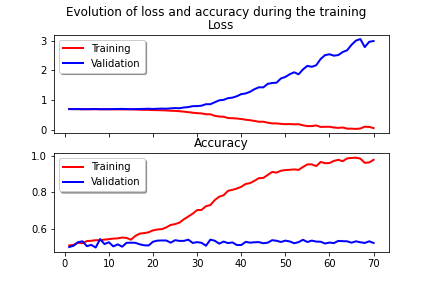 Evolution of loss and accuracy during the training
Loss
3
2
1
0
Training
Validation
Accuracy
1.0
0.8
0.6
Training
Validation
0 10 20 30 40 50 60 70